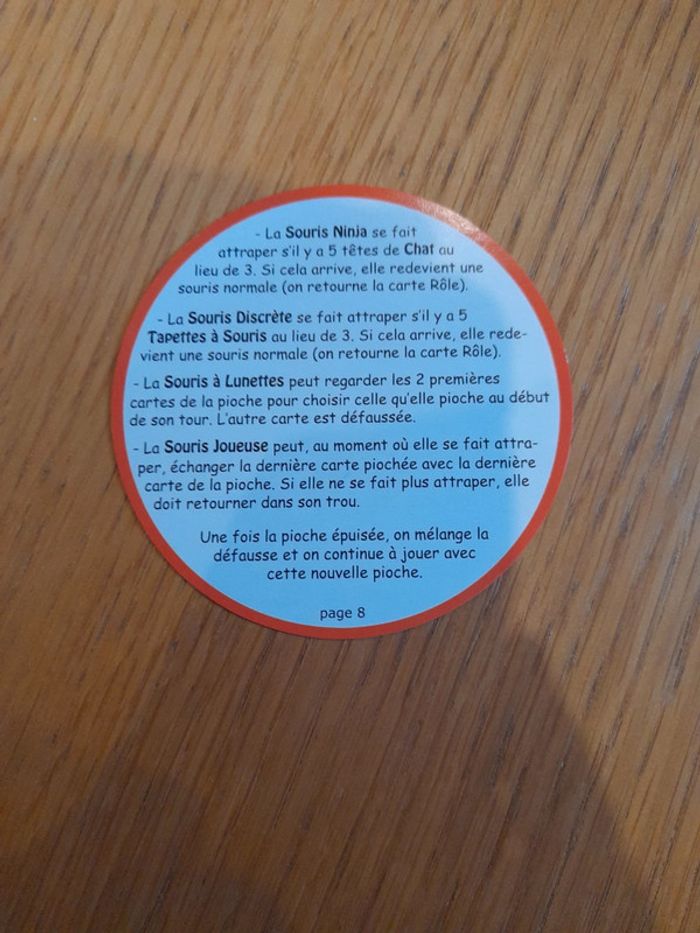 - La Souris Ninja se fait
attraper s'il y a 5 têtes de Chat au
lieu de 3. Si cela arrive, elle redevient une
souris normale (on retourne la carte Rôle).
- La Souris Discrète se fait attraper s'il y a 5
Tapettes à Souris au lieu de 3. Si cela arrive, elle rede-
vient une souris normale (on retourne la carte Rôle).
- La Souris à Lunettes peut regarder les 2 premières
cartes de la pioche pour choisir celle qu'elle pioche au début
de son tour. L'autre carte est défaussée.
- La Souris Joueuse peut, au moment où elle se fait attra-
per, échanger la dernière carte piochée avec la dernière
carte de la pioche. Si elle ne se fait plus attraper, elle
doit retourner dans son trou.
Une fois la pioche épuisée, on mélange la
défausse et on continue à jouer avec
cette nouvelle pioche.
page 8